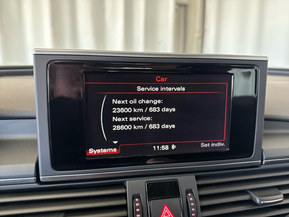 Car
Service intervals
Next oil change:
23600 km / 683 days
Next service:
28600 km / 683 days
Systems
11:58
Set indiv.